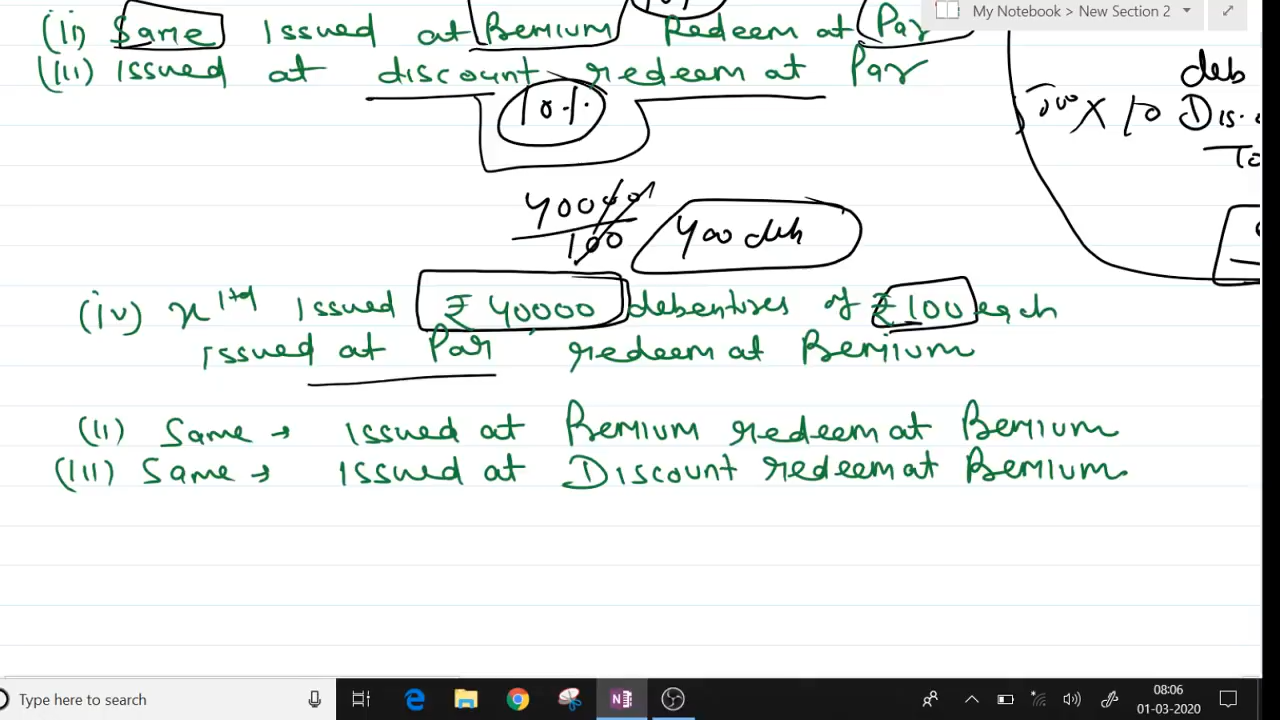 (ii) Same issued at Premium Redeem at Par
(iii) issued at discount redeem at Par
10%
deb
X 10 Dis.
To
40000
100
400 deb
(iv) x ltd issued ₹ 40000 debentures of ₹ 100 each
issued at Par redeem at Premium
(ii) Same → issued at Premium redeem at Premium
(iii) Same → issued at Discount redeem at Premium
My Notebook > New Section 2
Type here to search
08:06
01-03-2020